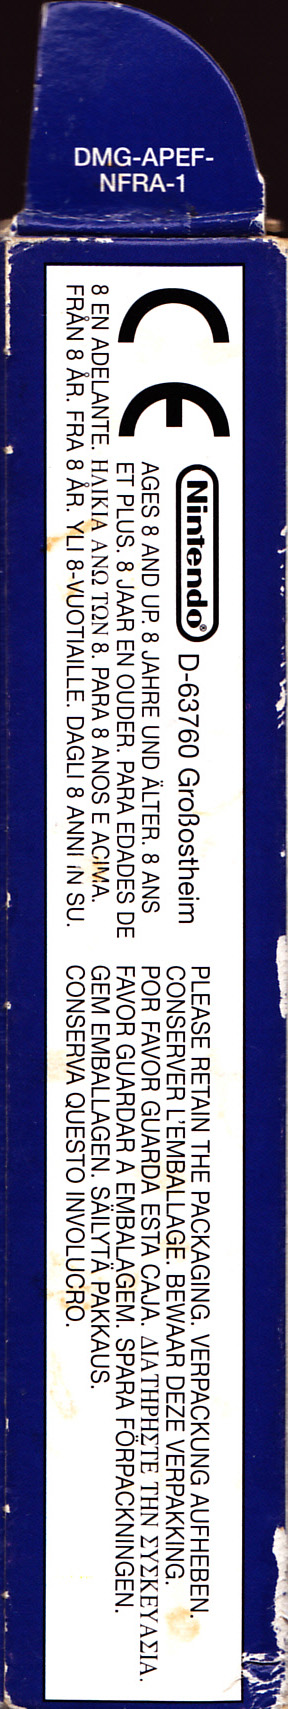 DMG-APEF-
NFRA-1
CE
Nintendo® D-63760 Großostheim
AGES 8 AND UP. 8 JAHRE UND ÄLTER. 8 ANS
ET PLUS. 8 JAAR EN OUDER. PARA EDADES DE
8 EN ADELANTE. ΗΛΙΚΙΑ ΑΝΩ ΤΩΝ 8. PARA 8 ANOS E ACIMA.
FRÅN 8 ÅR. FRA 8 ÅR. YLI 8-VUOTIAILLE. DAGLI 8 ANNI IN SU.
PLEASE RETAIN THE PACKAGING. VERPACKUNG AUFHEBEN.
CONSERVER L'EMBALLAGE. BEWAAR DEZE VERPAKKING.
POR FAVOR GUARDA ESTA CAJA. ΔΙΑΤΗΡΗΣΤΕ ΤΗΝ ΣΥΣΚΕΥΑΣΙΑ.
FAVOR GUARDAR A EMBALAGEM. SPARA FÖRPACKNINGEN.
GEM EMBALLAGEN. SÄILYTÄ PAKKAUS.
CONSERVA QUESTO INVOLUCRO.